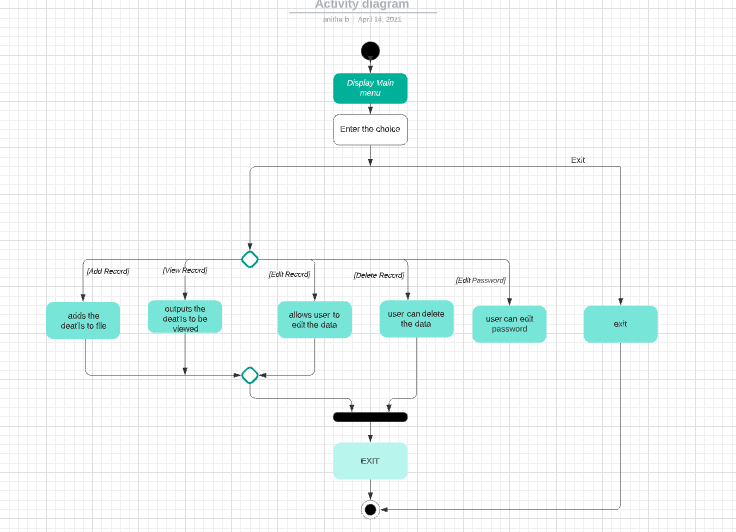 Activity diagram
anitha b | April 14, 2021
Display Main
menu
Enter the choice
Exit
[Add Record]
[View Record]
[Edit Record]
[Delete Record]
[Edit Password]
adds the
deatils to file
outputs the
deatils to be
viewed
allows user to
edit the data
user can delete
the data
user can edit
password
exit
EXIT